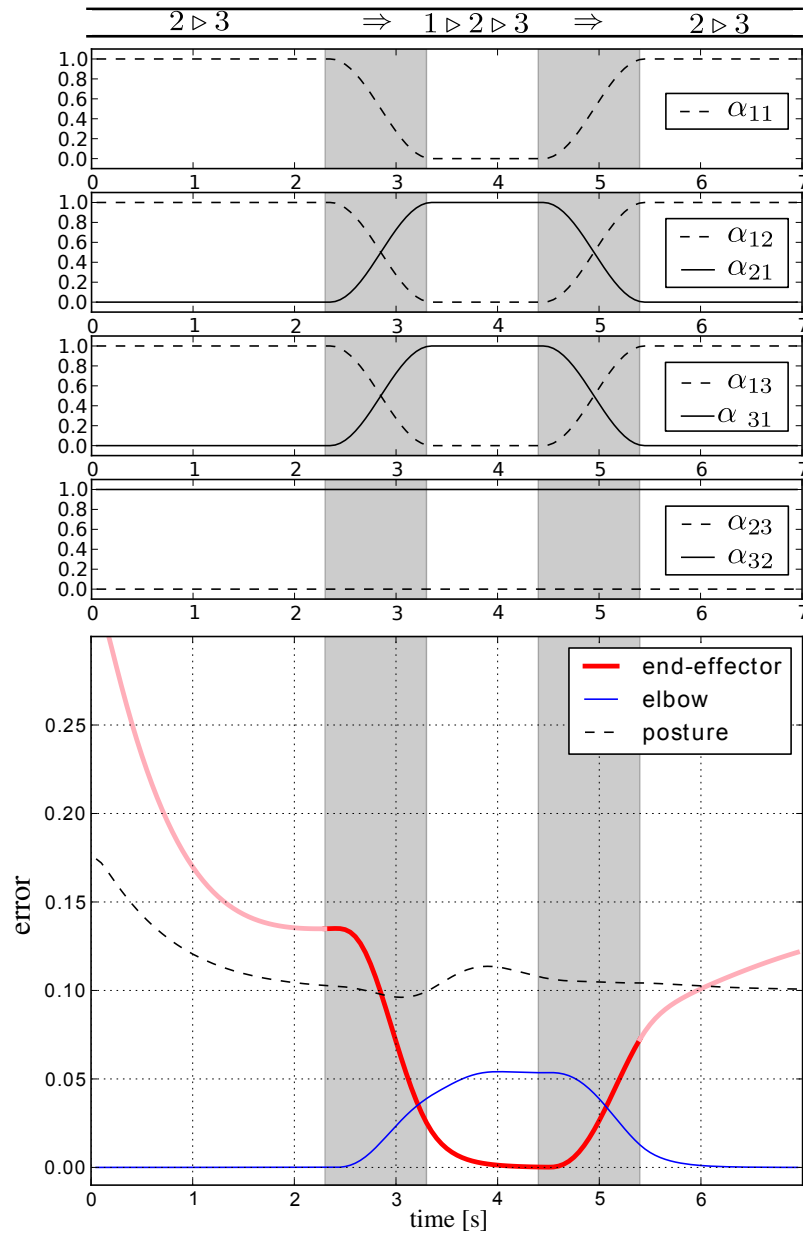 2 ▷ 3 ⇒ 1 ▷ 2 ▷ 3 ⇒ 2 ▷ 3
1.0
0.8
0.6
0.4
0.2
0.0
α₁₁
0 1 2 3 4 5 6 7
1.0
0.8
0.6
0.4
0.2
0.0
α₁₂
α₂₁
0 1 2 3 4 5 6 7
1.0
0.8
0.6
0.4
0.2
0.0
α₁₃
α ₃₁
0 1 2 3 4 5 6 7
1.0
0.8
0.6
0.4
0.2
0.0
α₂₃
α₃₂
0 1 2 3 4 5 6 7
end-effector
elbow
posture
0.25
0.20
0.15
0.10
0.05
0.00
error
0 1 2 3 4 5 6 7
time [s]